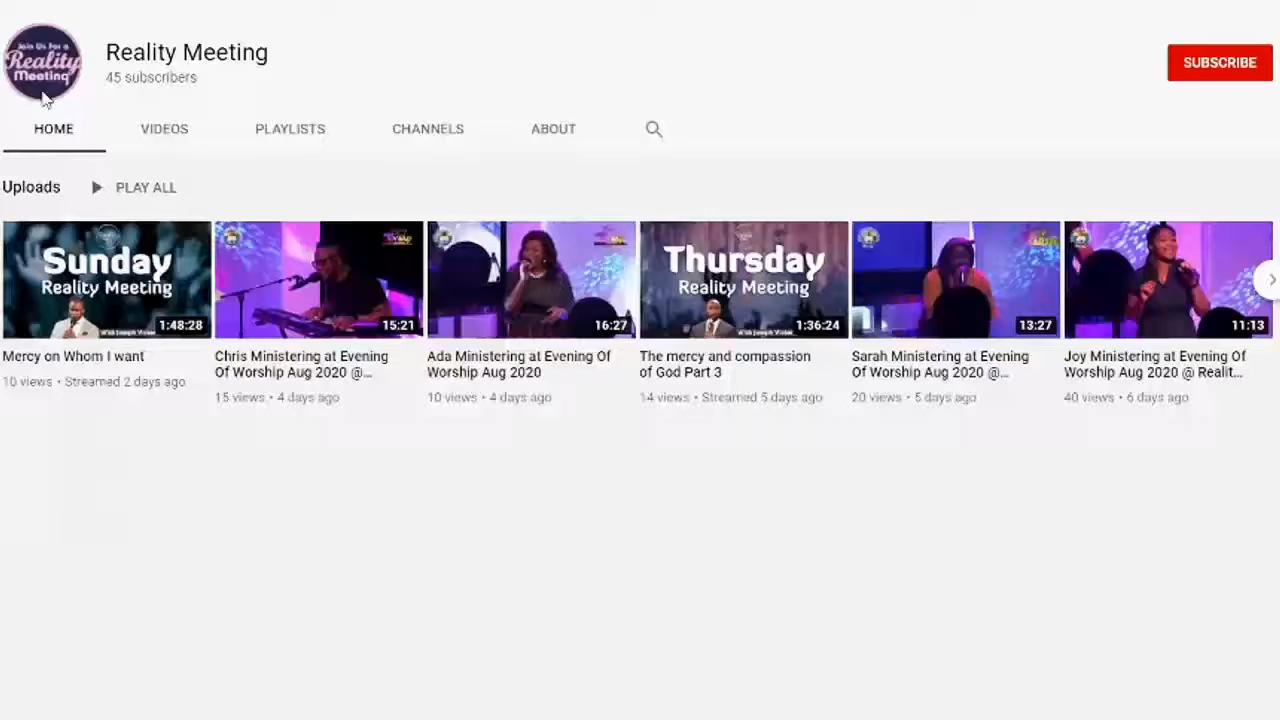 Join Us For a
Reality
Meeting
Reality Meeting
45 subscribers
SUBSCRIBE
HOME
VIDEOS
PLAYLISTS
CHANNELS
ABOUT
Uploads
PLAY ALL
Sunday
Reality Meeting
1:48:28
15:21
16:27
Thursday
Reality Meeting
1:36:24
13:27
11:13
Mercy on Whom I want
10 views • Streamed 2 days ago
Chris Ministering at Evening
Of Worship Aug 2020 @...
15 views • 4 days ago
Ada Ministering at Evening Of
Worship Aug 2020
10 views • 4 days ago
The mercy and compassion
of God Part 3
14 views • Streamed 5 days ago
Sarah Ministering at Evening
Of Worship Aug 2020 @...
20 views • 5 days ago
Joy Ministering at Evening Of
Worship Aug 2020 @ Realit...
40 views • 6 days ago